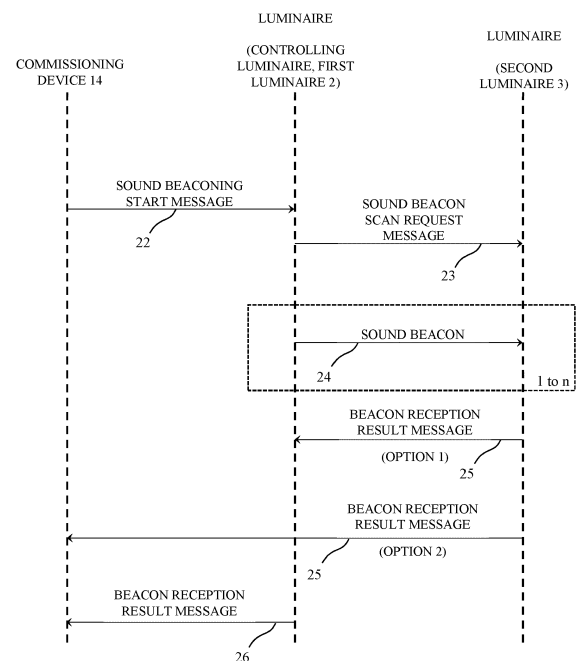 LUMINAIRE
(CONTROLLING
LUMINAIRE, FIRST
LUMINAIRE 2)
LUMINAIRE
(SECOND
LUMINAIRE 3)
COMMISSIONING
DEVICE 14
SOUND BEACONING
START MESSAGE
22
SOUND BEACON
SCAN REQUEST
MESSAGE
23
SOUND BEACON
24
1 to n
BEACON RECEPTION
RESULT MESSAGE
(OPTION 1)
25
BEACON RECEPTION
RESULT MESSAGE
(OPTION 2)
25
BEACON RECEPTION
RESULT MESSAGE
26